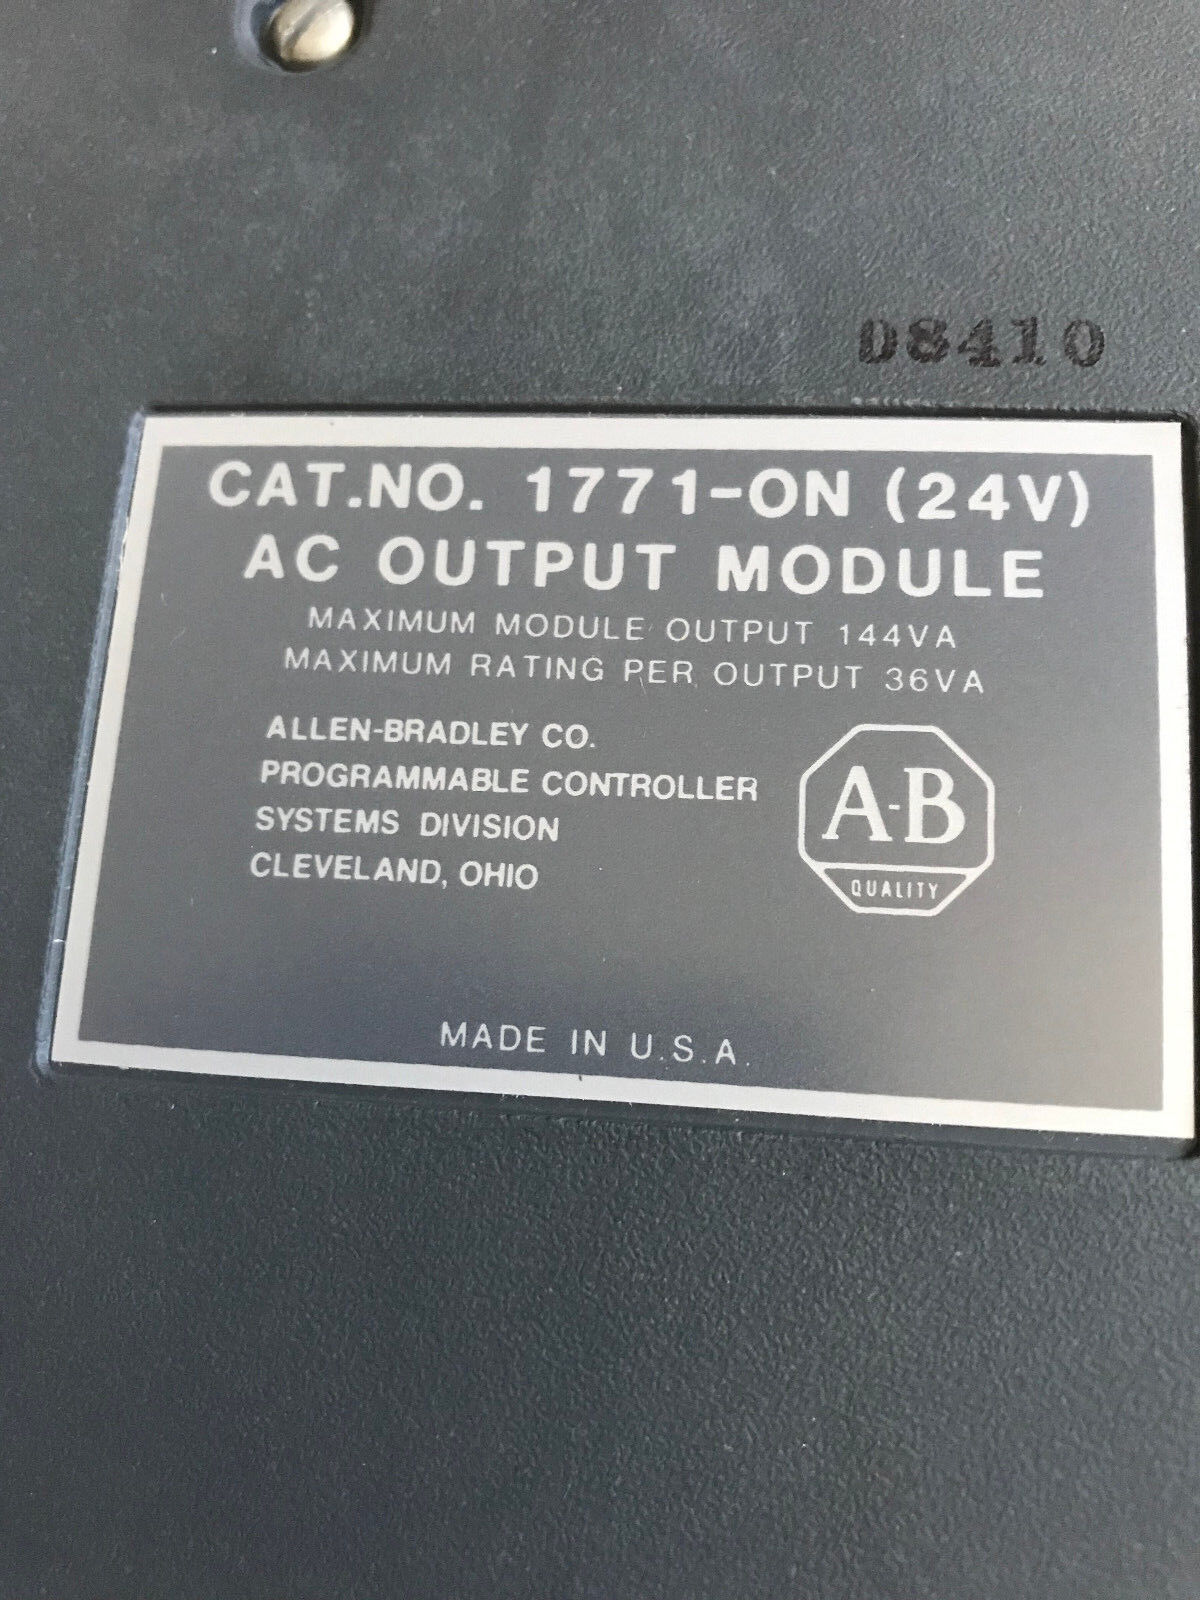 D8410
CAT.NO. 1771-ON (24V)
AC OUTPUT MODULE
MAXIMUM MODULE OUTPUT 144VA
MAXIMUM RATING PER OUTPUT 36VA
ALLEN-BRADLEY CO.
PROGRAMMABLE CONTROLLER
SYSTEMS DIVISION
CLEVELAND, OHIO
A-B
QUALITY
MADE IN U.S.A.